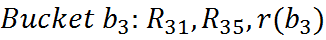 Bucket b₃: R₃₁, R₃₅, r(b₃)